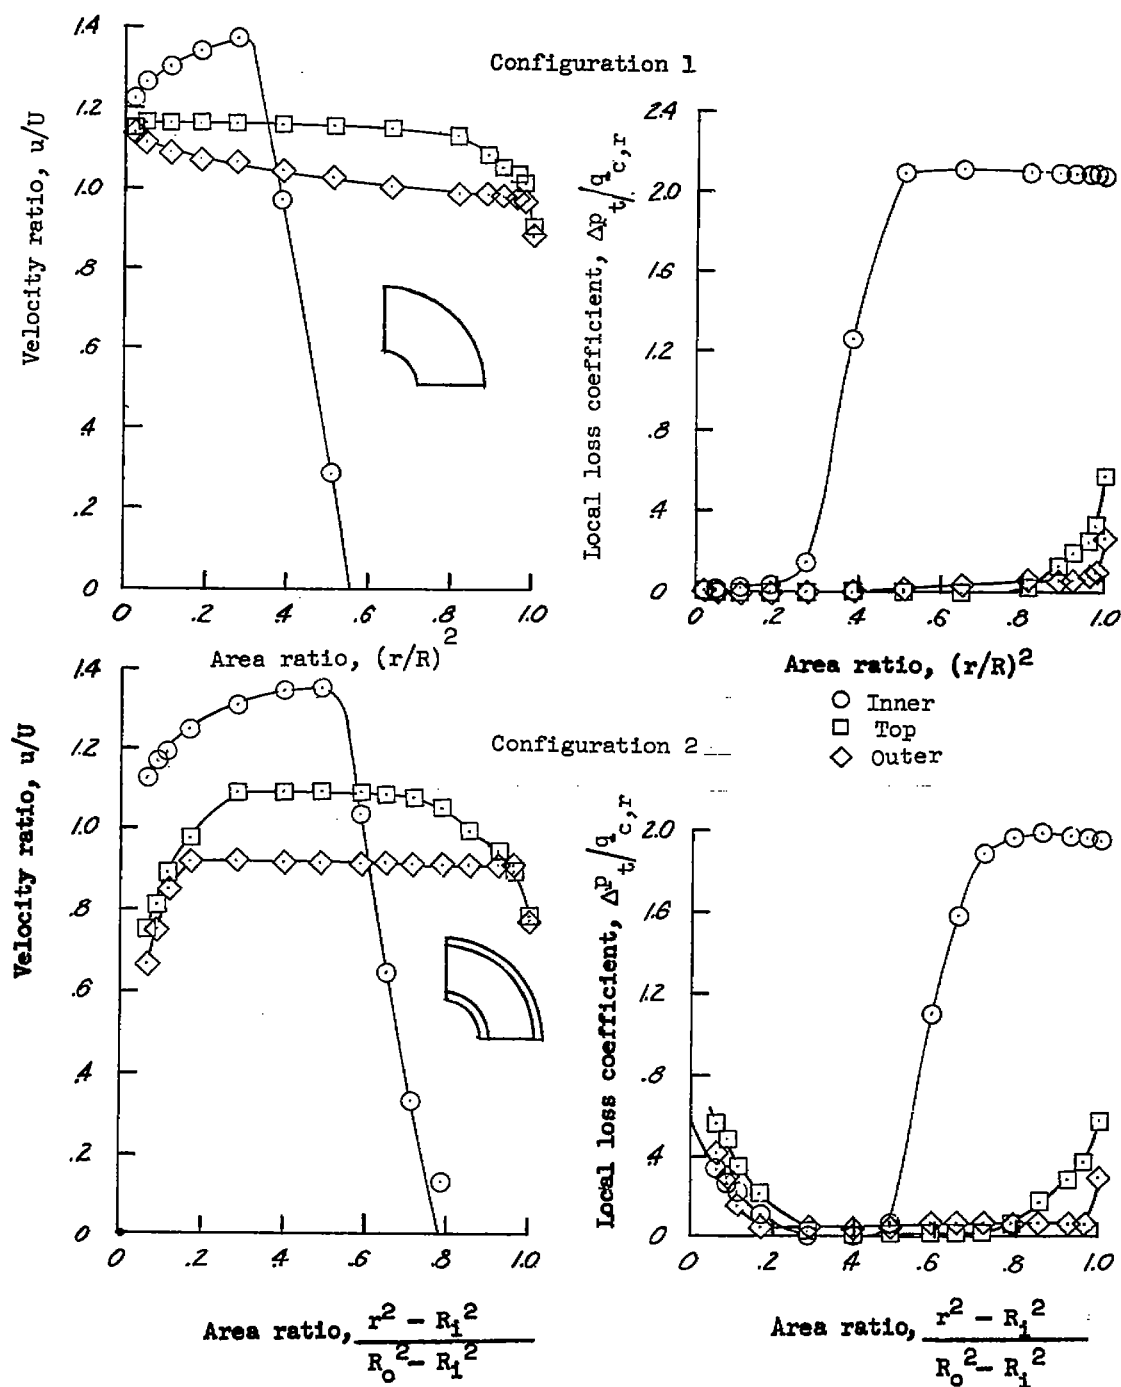 Configuration 1
Velocity ratio, u/U
1.4
1.2
1.0
.8
.6
.4
.2
0
0 .2 .4 .6 .8 1.0
Area ratio, (r/R)2
Local loss coefficient, Δpt/qc,r
2.4
2.0
1.6
1.2
.8
.4
0
0 .2 .4 .6 .8 1.0
Area ratio, (r/R)2
Inner
Top
Outer
Configuration 2
Velocity ratio, u/U
1.4
1.2
1.0
.8
.6
.4
.2
0
0 .2 .4 .6 .8 1.0
Area ratio, r2 - Ri2
Ro2 - Ri2
Local loss coefficient, Δpt/qc,r
2.0
1.6
1.2
.8
.4
0
0 .2 .4 .6 .8 1.0
Area ratio, r2 - Ri2
Ro2 - Ri2